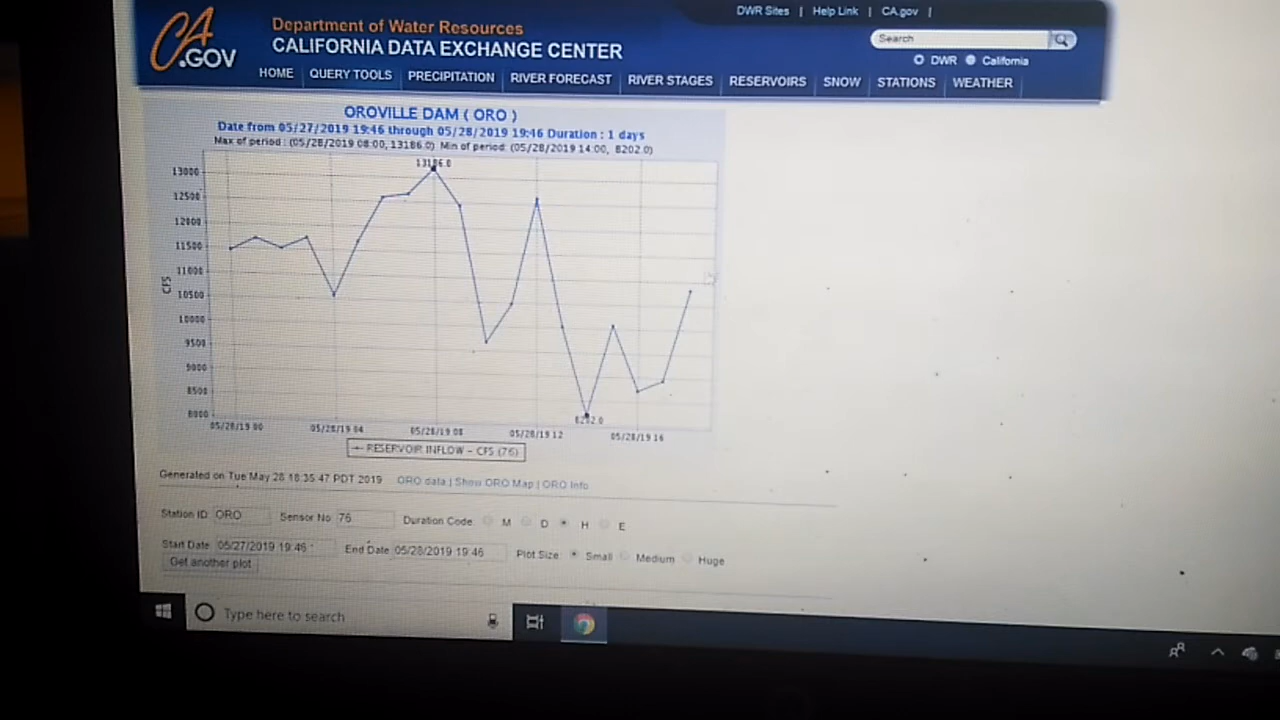 DWR Sites | Help Link | CA.gov |
CA.GOV
Department of Water Resources
CALIFORNIA DATA EXCHANGE CENTER
Search
DWR California
HOME QUERY TOOLS PRECIPITATION RIVER FORECAST RIVER STAGES RESERVOIRS SNOW STATIONS WEATHER
OROVILLE DAM ( ORO )
Date from 05/27/2019 19:46 through 05/28/2019 19:46 Duration : 1 days
Max of period : (05/28/2019 08:00, 13186.0) Min of period: (05/28/2019 14:00, 8202.0)
13186.0
13000
12500
12000
11500
11000
CFS
10500
10000
9500
9000
8500
8000
8202.0
05/28/19 00 05/28/19 04 05/28/19 08 05/28/19 12 05/28/19 16
RESERVOIR INFLOW - CFS (76)
Generated on Tue May 28 18:35:47 PDT 2019 ORO data | Show ORO Map | ORO Info
Station ID ORO Sensor No 76 Duration Code M D H E
Start Date 05/27/2019 19:46 End Date 05/28/2019 19:46 Plot Size: Small Medium Huge
Get another plot
Type here to search